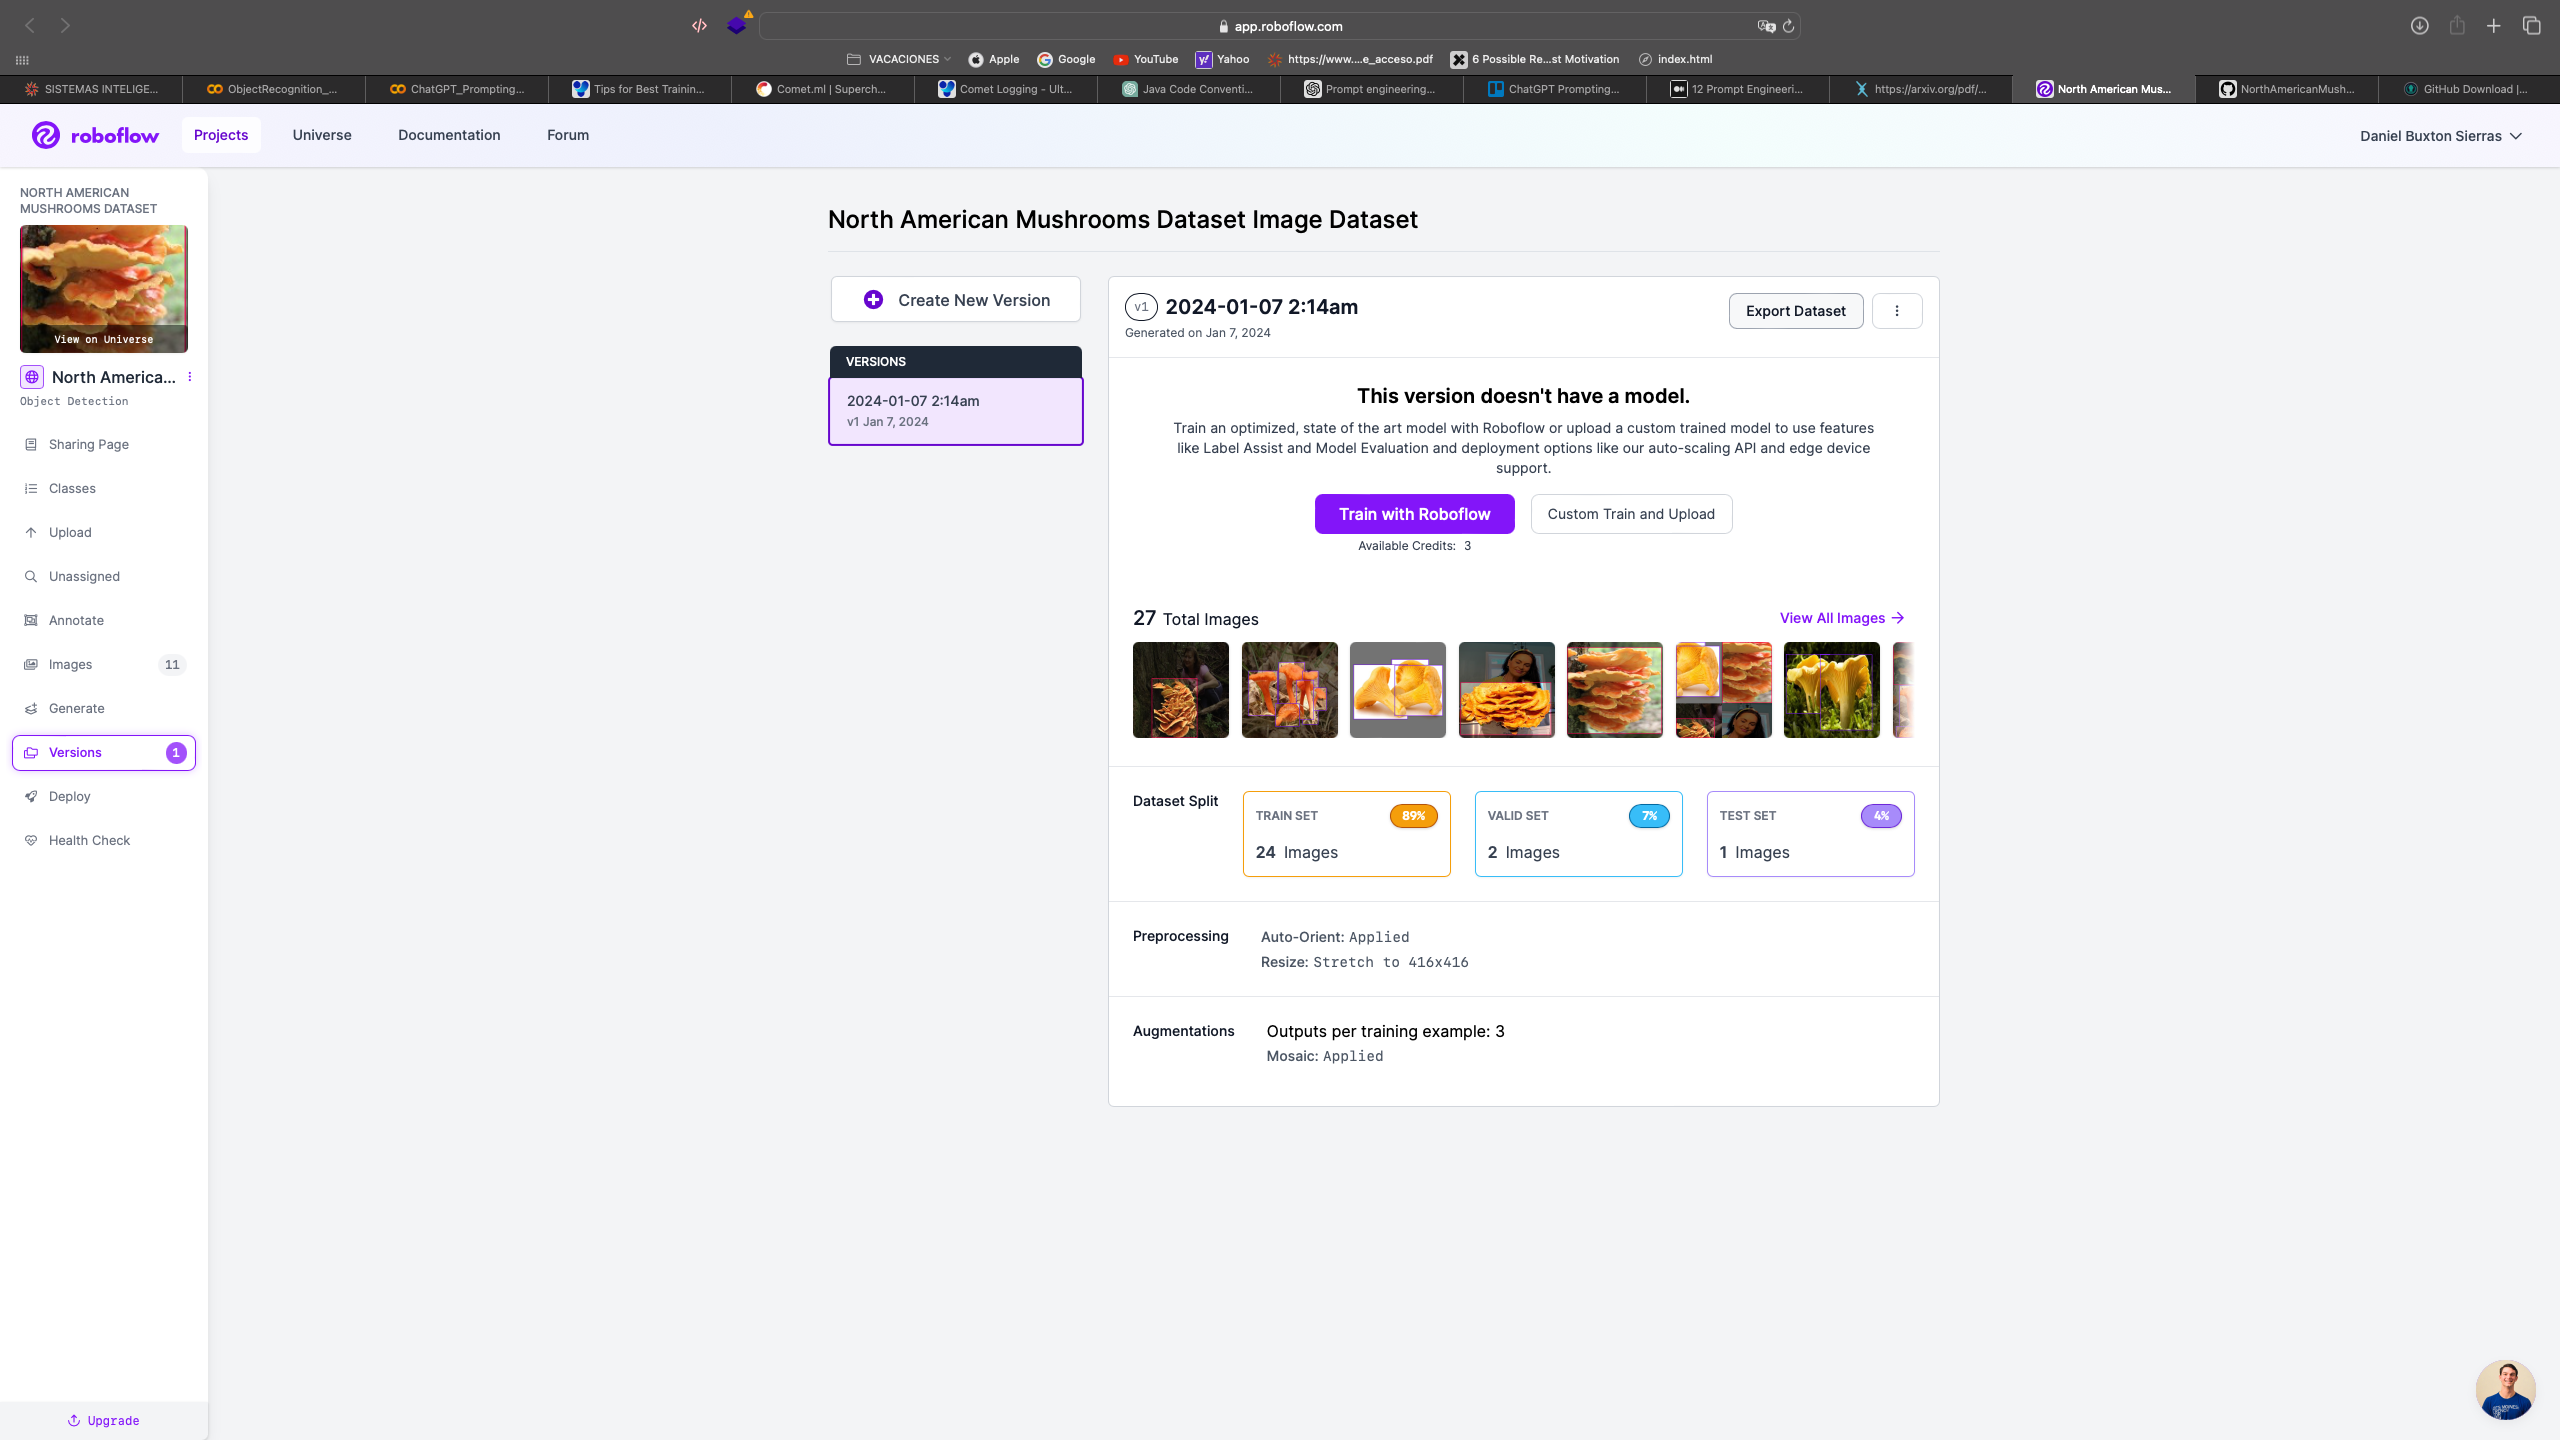 app.roboflow.com
VACACIONES
Apple
Google
YouTube
Yahoo
https://www....e_acceso.pdf
6 Possible Re...st Motivation
index.html
SISTEMAS INTELIGE...
ObjectRecognition_...
ChatGPT_Prompting...
Tips for Best Trainin...
Comet.ml | Superch...
Comet Logging - Ult...
Java Code Conventi...
Prompt engineering...
ChatGPT Prompting...
12 Prompt Engineeri...
https://arxiv.org/pdf/...
North American Mus...
NorthAmericanMush...
GitHub Download |...
roboflow
Projects
Universe
Documentation
Forum
Daniel Buxton Sierras
NORTH AMERICAN
MUSHROOMS DATASET
View on Universe
North America...
Object Detection
Sharing Page
Classes
Upload
Unassigned
Annotate
Images 11
Generate
Versions 1
Deploy
Health Check
Upgrade
North American Mushrooms Dataset Image Dataset
Create New Version
VERSIONS
2024-01-07 2:14am
v1 Jan 7, 2024
v1 2024-01-07 2:14am
Generated on Jan 7, 2024
Export Dataset
This version doesn't have a model.
Train an optimized, state of the art model with Roboflow or upload a custom trained model to use features
like Label Assist and Model Evaluation and deployment options like our auto-scaling API and edge device
support.
Train with Roboflow
Custom Train and Upload
Available Credits: 3
27 Total Images
View All Images
Dataset Split
TRAIN SET 89%
24 Images
VALID SET 7%
2 Images
TEST SET 4%
1 Images
Preprocessing
Auto-Orient: Applied
Resize: Stretch to 416x416
Augmentations
Outputs per training example: 3
Mosaic: Applied